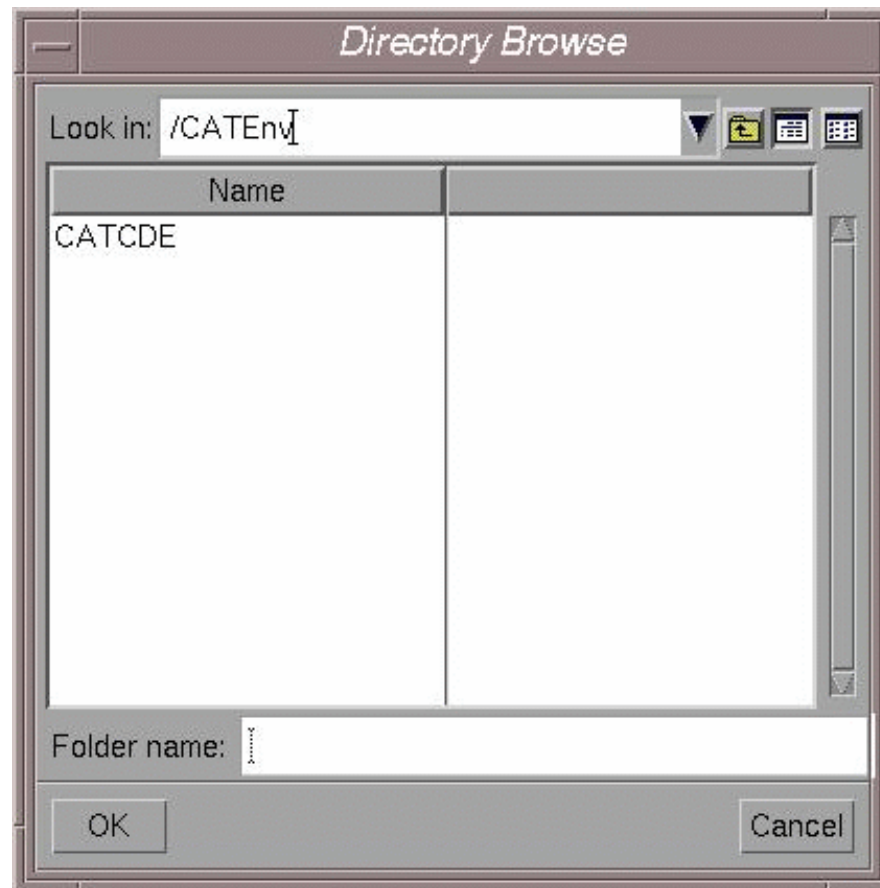 Directory Browse
Look in: /CATEnv
Name
CATCDE
Folder name:
OK Cancel